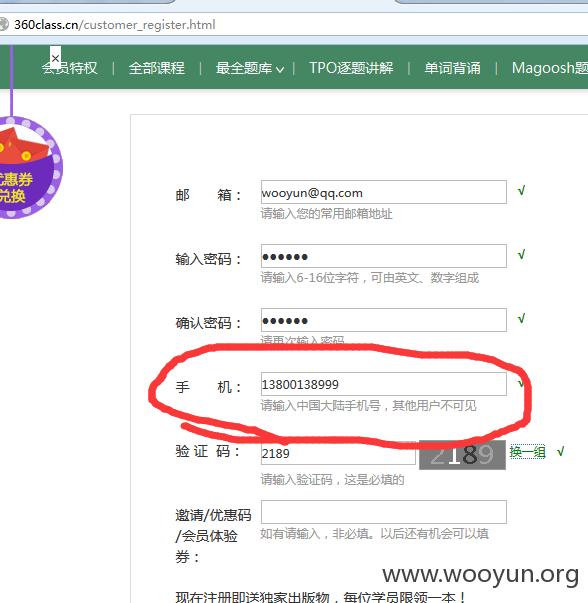 360class.cn/customer_register.html
会员特权 | 全部课程 | 最全题库 | TPO逐题讲解 | 单词背诵 | Magoosh题
优惠券
兑换
邮 箱： wooyun@qq.com √
请输入您的常用邮箱地址
输入密码： ●●●●●● √
请输入6-16位字符，可由英文、数字组成
确认密码： ●●●●●● √
请再次输入密码
手 机： 13800138999 √
请输入中国大陆手机号，其他用户不可见
验 证 码： 2189 2189 换一组 √
请输入验证码，这是必填的
邀请/优惠码
/会员体验
券：
如有请输入，非必填。以后还有机会可以填
www.wooyun.org
现在注册即送独家出版物，每位学员限领一本！